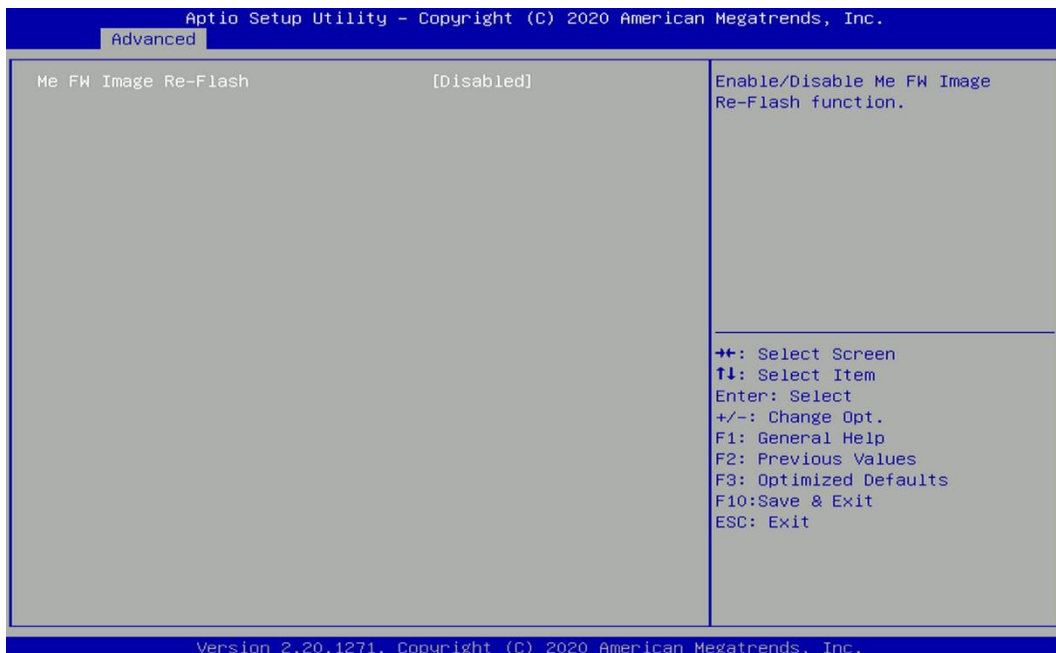 Aptio Setup Utility – Copyright (C) 2020 American Megatrends, Inc.
Advanced
Me FW Image Re-Flash [Disabled]
Enable/Disable Me FW Image
Re-Flash function.
→←: Select Screen
↑↓: Select Item
Enter: Select
+/-: Change Opt.
F1: General Help
F2: Previous Values
F3: Optimized Defaults
F10:Save & Exit
ESC: Exit
Version 2.20.1271. Copyright (C) 2020 American Megatrends, Inc.